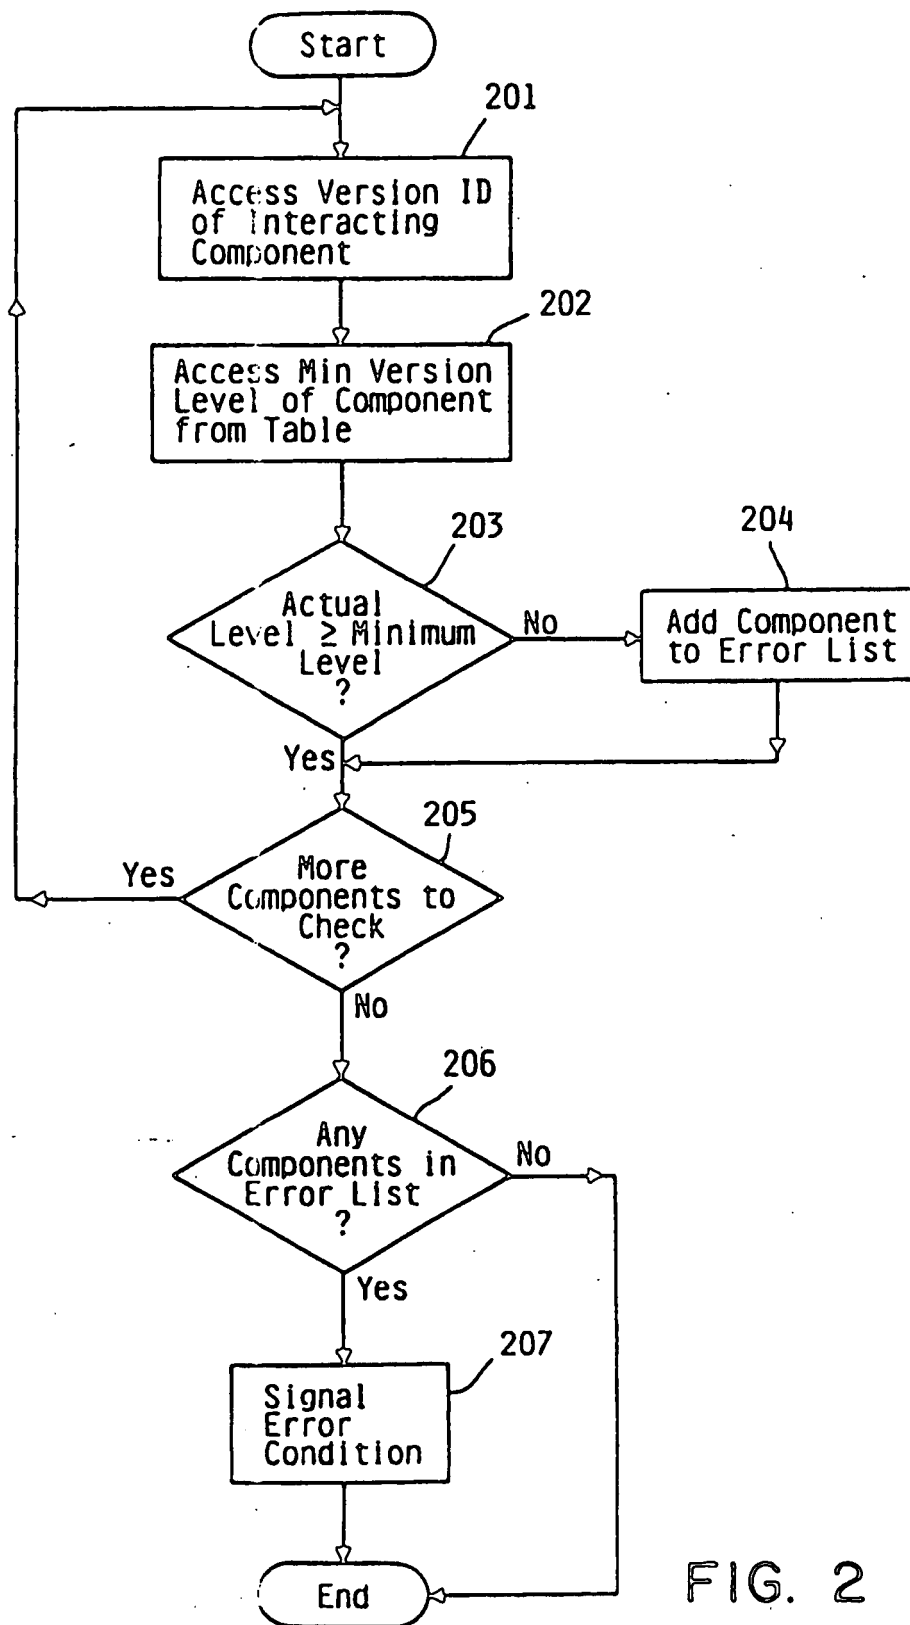 Start
201
Access Version ID
of Interacting
Component
202
Access Min Version
Level of Component
from Table
203
Actual
Level ≥ Minimum
Level
?
No
204
Add Component
to Error List
Yes
205
More
Components to
Check
?
Yes
No
206
Any
Components in
Error List
?
No
Yes
207
Signal
Error
Condition
End
FIG. 2